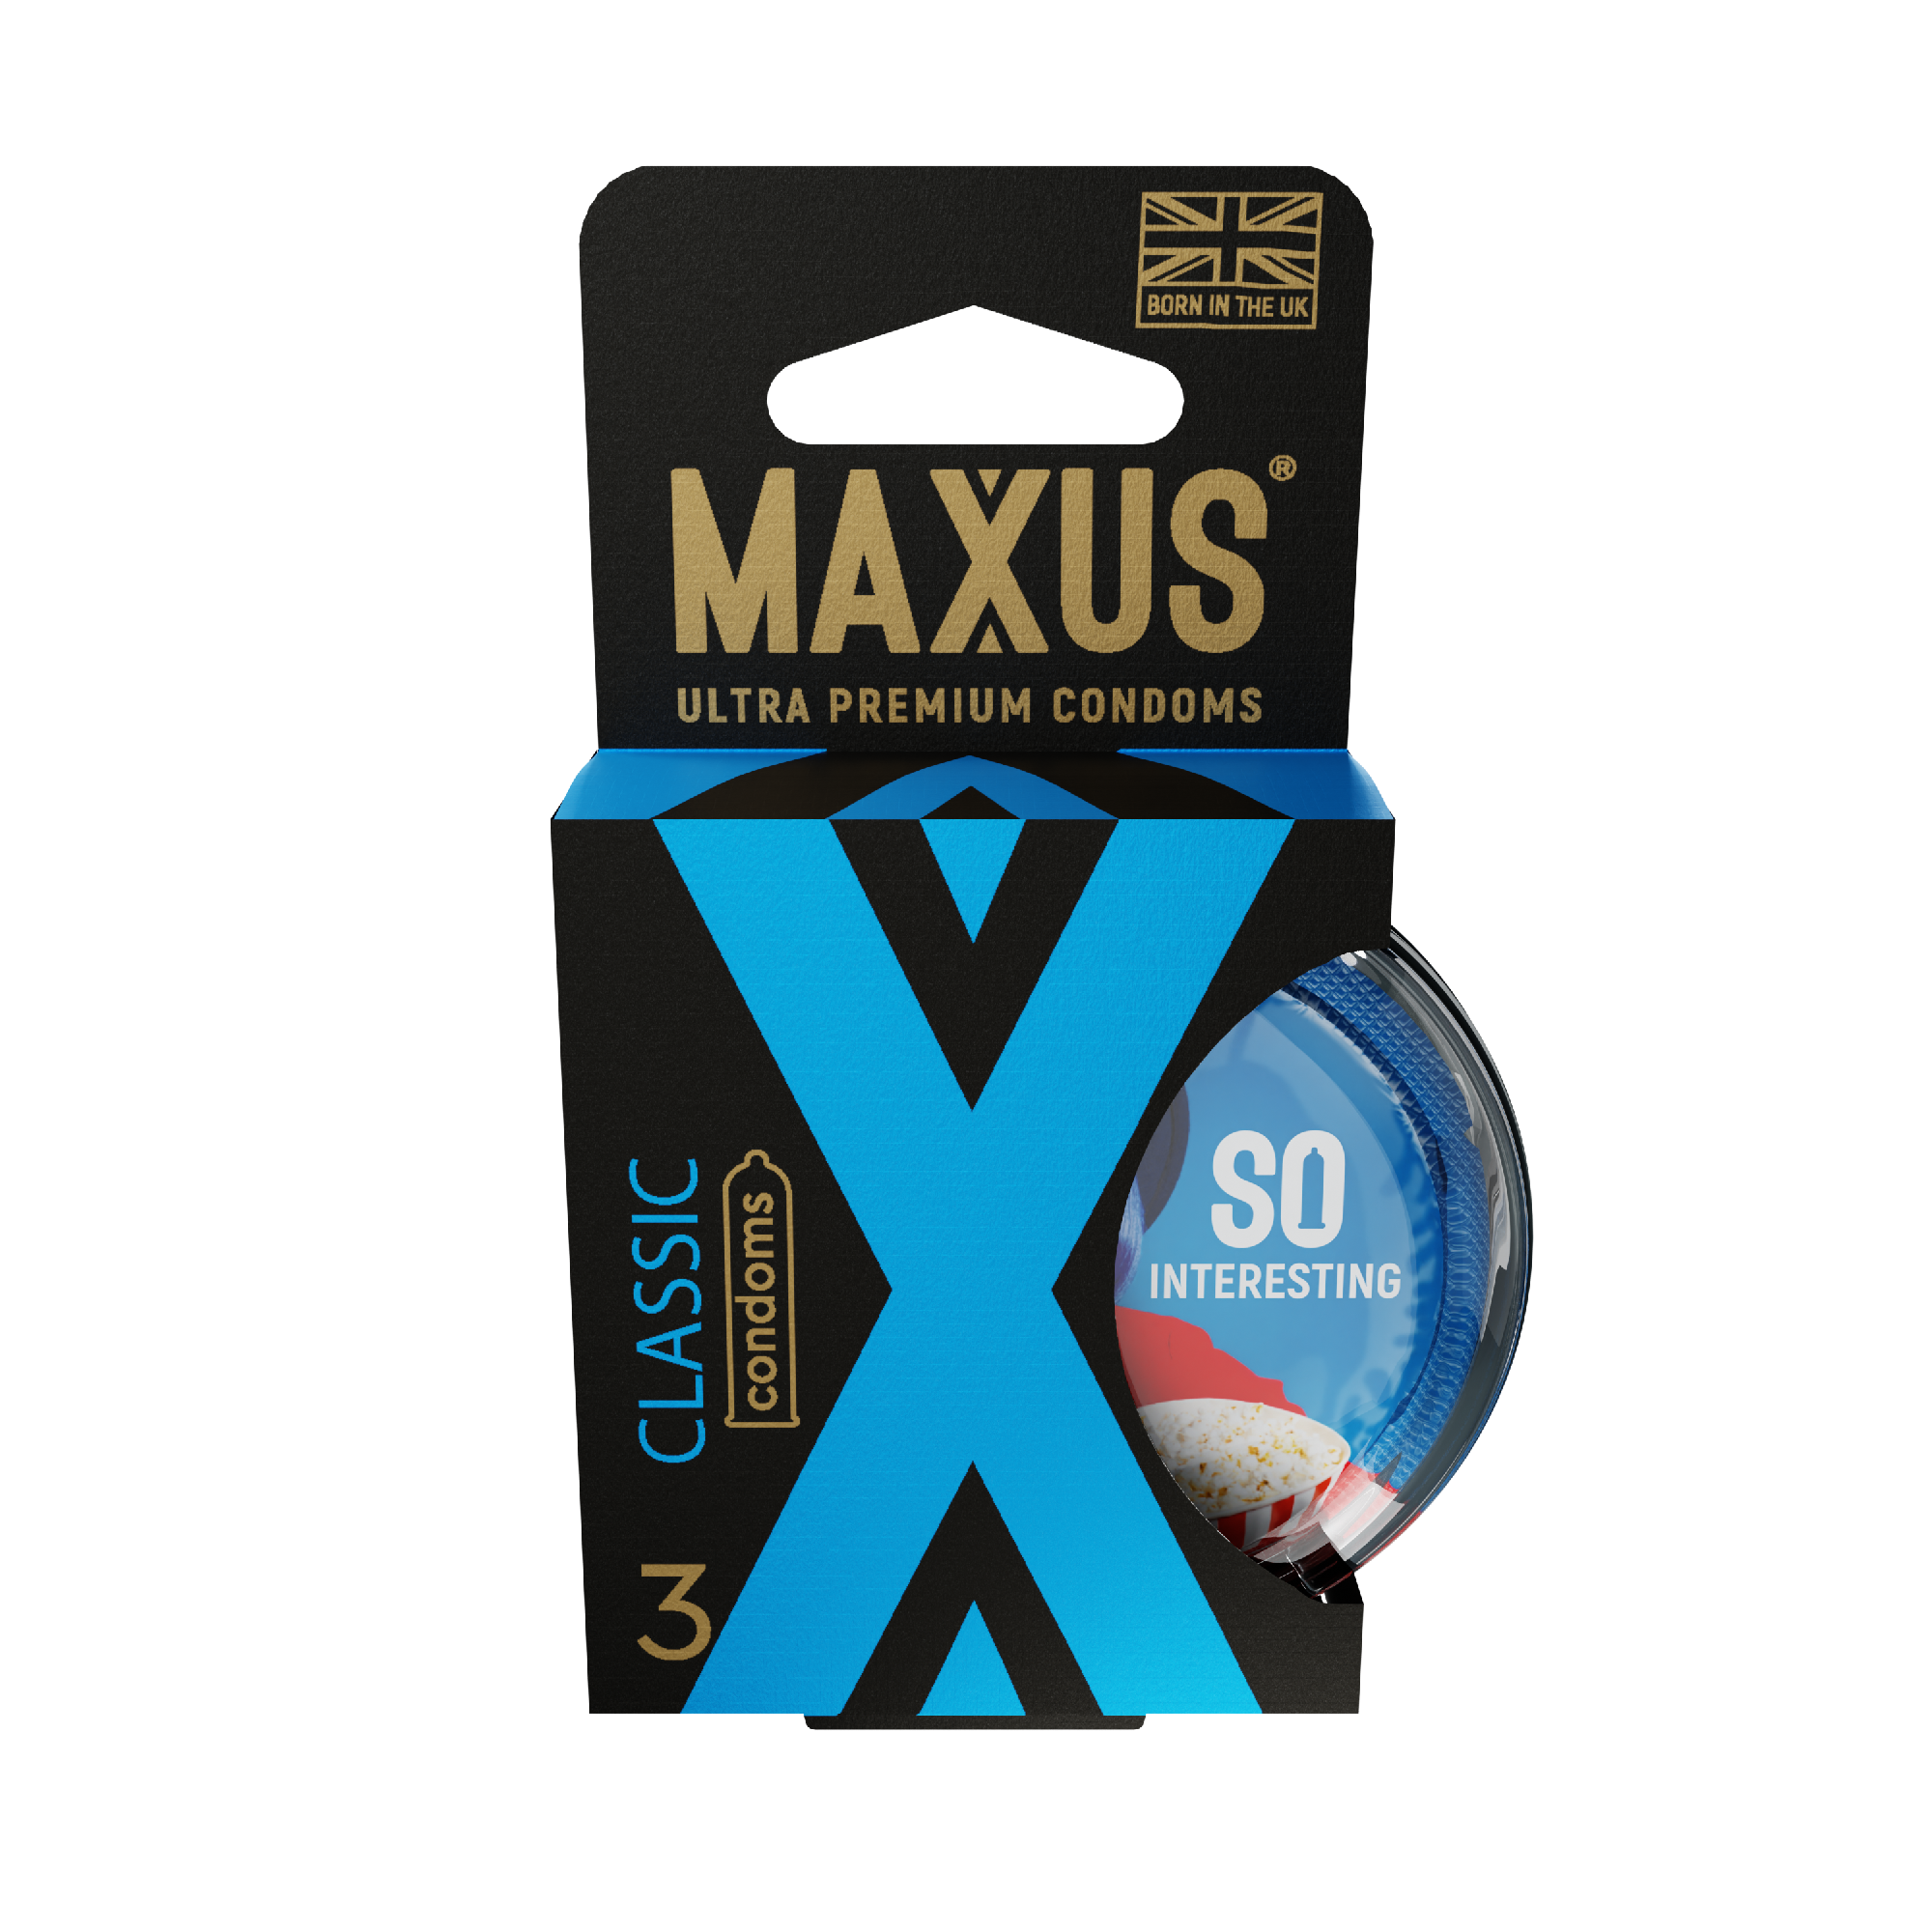 BORN IN THE UK
MAXUS®
ULTRA PREMIUM CONDOMS
CLASSIC
condoms
3
X
SO
INTERESTING